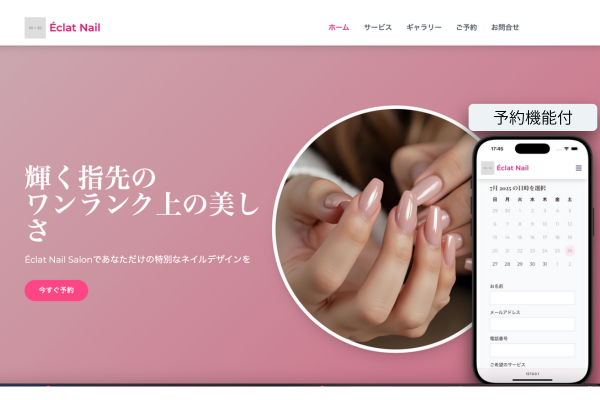 Éclat Nail
ホーム サービス ギャラリー ご予約 お問合せ
予約機能付
輝く指先の
ワンランク上の美し
さ
Éclat Nail Salonであなただけの特別なネイルデザインを
今すぐ予約
17:45
Éclat Nail
7月 2025 の日時を選択
日 月 火 水 木 金 土
29 30 1 2 3 4 5
6 7 8 9 10 11 12
13 14 15 16 17 18 19
20 21 22 23 24 25 26
27 28 29 30 31 1 2
お名前
メールアドレス
電話番号
ご希望のサービス